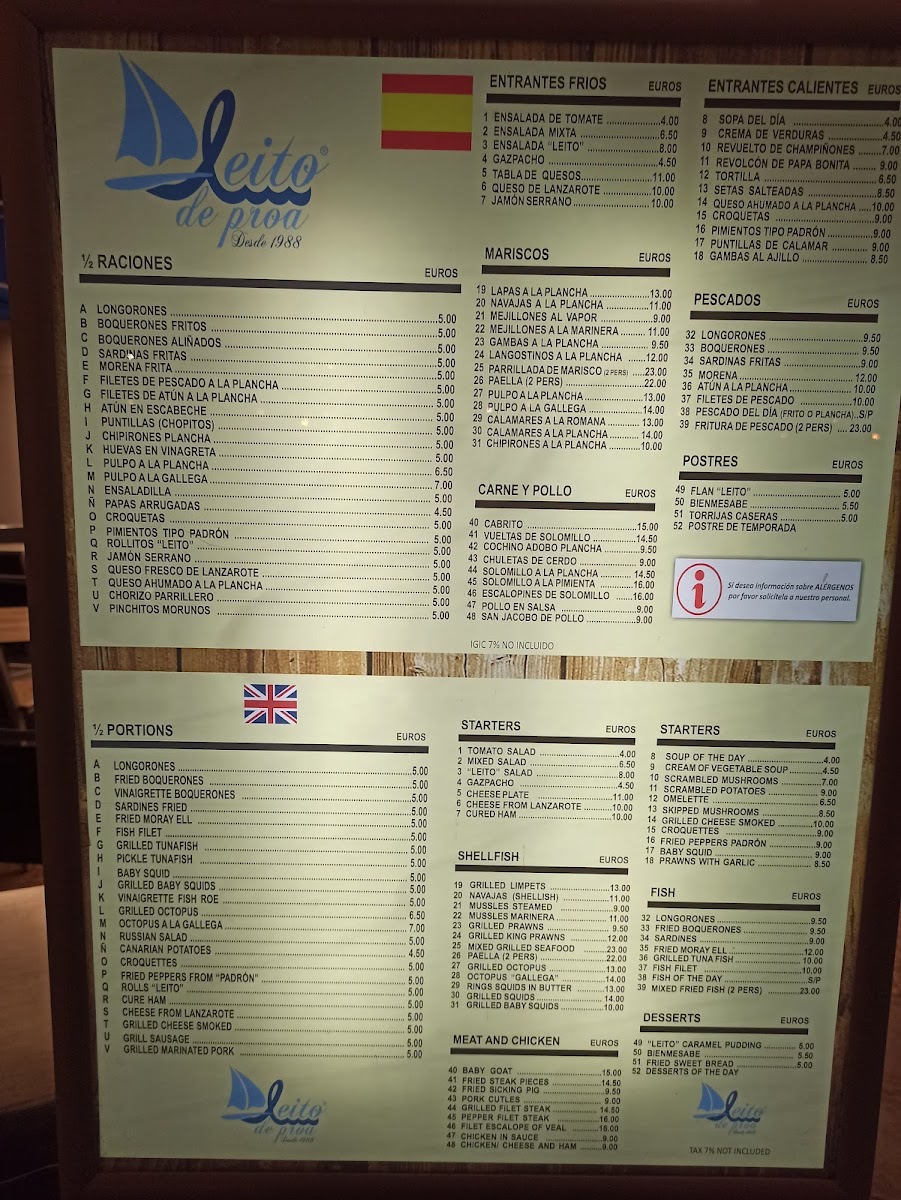 Leito®
de proa
Desde 1988
½ RACIONES
EUROS
A LONGORONES 5.00
B BOQUERONES FRITOS 5.00
C BOQUERONES ALIÑADOS 5.00
D SARDINAS FRITAS 5.00
E MORENA FRITA 5.00
F FILETES DE PESCADO A LA PLANCHA 5.00
G FILETES DE ATÚN A LA PLANCHA 5.00
H ATÚN EN ESCABECHE 5.00
I PUNTILLAS (CHOPITOS) 5.00
J CHIPIRONES PLANCHA 5.00
K HUEVAS EN VINAGRETA 5.00
L PULPO A LA PLANCHA 6.50
M PULPO A LA GALLEGA 7.00
N ENSALADILLA 5.00
Ñ PAPAS ARRUGADAS 4.50
O CROQUETAS 5.00
P PIMIENTOS TIPO PADRÓN 5.00
Q ROLLITOS "LEITO" 5.00
R JAMÓN SERRANO 5.00
S QUESO FRESCO DE LANZAROTE 5.00
T QUESO AHUMADO A LA PLANCHA 5.00
U CHORIZO PARRILLERO 5.00
V PINCHITOS MORUNOS 5.00
ENTRANTES FRIOS
EUROS
1 ENSALADA DE TOMATE 4.00
2 ENSALADA MIXTA 6.50
3 ENSALADA "LEITO" 8.00
4 GAZPACHO 4.50
5 TABLA DE QUESOS 11.00
6 QUESO DE LANZAROTE 10.00
7 JAMÓN SERRANO 10.00
MARISCOS
EUROS
19 LAPAS A LA PLANCHA 13.00
20 NAVAJAS A LA PLANCHA 11.00
21 MEJILLONES AL VAPOR 9.00
22 MEJILLONES A LA MARINERA 11.00
23 GAMBAS A LA PLANCHA 9.50
24 LANGOSTINOS A LA PLANCHA 12.00
25 PARRILLADA DE MARISCO (2 PERS) 23.00
26 PAELLA (2 PERS) 22.00
27 PULPO A LA PLANCHA 13.00
28 PULPO A LA GALLEGA 14.00
29 CALAMARES A LA ROMANA 13.00
30 CALAMARES A LA PLANCHA 14.00
31 CHIPIRONES A LA PLANCHA 10.00
CARNE Y POLLO
EUROS
40 CABRITO 15.00
41 VUELTAS DE SOLOMILLO 14.50
42 COCHINO ADOBO PLANCHA 9.50
43 CHULETAS DE CERDO 9.00
44 SOLOMILLO A LA PLANCHA 14.50
45 SOLOMILLO A LA PIMIENTA 16.00
46 ESCALOPINES DE SOLOMILLO 16.00
47 POLLO EN SALSA 9.00
48 SAN JACOBO DE POLLO 9.00
IGIC 7% NO INCLUIDO
ENTRANTES CALIENTES
EUROS
8 SOPA DEL DÍA 4.00
9 CREMA DE VERDURAS 4.50
10 REVUELTO DE CHAMPIÑONES 7.00
11 REVOLCÓN DE PAPA BONITA 9.00
12 TORTILLA 6.50
13 SETAS SALTEADAS 8.50
14 QUESO AHUMADO A LA PLANCHA 10.00
15 CROQUETAS 9.00
16 PIMIENTOS TIPO PADRÓN 9.00
17 PUNTILLAS DE CALAMAR 9.00
18 GAMBAS AL AJILLO 8.50
PESCADOS
EUROS
32 LONGORONES 9.50
33 BOQUERONES 9.50
34 SARDINAS FRITAS 9.00
35 MORENA 12.00
36 ATÚN A LA PLANCHA 10.00
37 FILETES DE PESCADO 10.00
38 PESCADO DEL DÍA (FRITO O PLANCHA)..S/P
39 FRITURA DE PESCADO (2 PERS) 23.00
POSTRES
EUROS
49 FLAN "LEITO" 5.00
50 BIENMESABE 5.50
51 TORRIJAS CASERAS 5.00
52 POSTRE DE TEMPORADA
i
Si desea información sobre ALÉRGENOS
por favor solicítela a nuestro personal.
½ PORTIONS
EUROS
A LONGORONES 5.00
B FRIED BOQUERONES 5.00
C VINAIGRETTE BOQUERONES 5.00
D SARDINES FRIED 5.00
E FRIED MORAY ELL 5.00
F FISH FILET 5.00
G GRILLED TUNAFISH 5.00
H PICKLE TUNAFISH 5.00
I BABY SQUID 5.00
J GRILLED BABY SQUIDS 5.00
K VINAIGRETTE FISH ROE 5.00
L GRILLED OCTOPUS 6.50
M OCTOPUS A LA GALLEGA 7.00
N RUSSIAN SALAD 5.00
Ñ CANARIAN POTATOES 4.50
O CROQUETTES 5.00
P FRIED PEPPERS FROM "PADRÓN" 5.00
Q ROLLS "LEITO" 5.00
R CURE HAM 5.00
S CHEESE FROM LANZAROTE 5.00
T GRILLED CHEESE SMOKED 5.00
U GRILL SAUSAGE 5.00
V GRILLED MARINATED PORK 5.00
Leito
de proa
Desde 1988
STARTERS
EUROS
1 TOMATO SALAD 4.00
2 MIXED SALAD 6.50
3 "LEITO" SALAD 8.00
4 GAZPACHO 4.50
5 CHEESE PLATE 11.00
6 CHEESE FROM LANZAROTE 10.00
7 CURED HAM 10.00
SHELLFISH
EUROS
19 GRILLED LIMPETS 13.00
20 NAVAJAS (SHELLISH) 11.00
21 MUSSLES STEAMED 9.00
22 MUSSLES MARINERA 11.00
23 GRILLED PRAWNS 9.50
24 GRILLED KING PRAWNS 12.00
25 MIXED GRILLED SEAFOOD 23.00
26 PAELLA (2 PERS) 22.00
27 GRILLED OCTOPUS 13.00
28 OCTOPUS "GALLEGA" 14.00
29 RINGS SQUIDS IN BUTTER 13.00
30 GRILLED SQUIDS 14.00
31 GRILLED BABY SQUIDS 10.00
MEAT AND CHICKEN
EUROS
40 BABY GOAT 15.00
41 FRIED STEAK PIECES 14.50
42 FRIED SICKING PIG 9.50
43 PORK CUTLES 9.00
44 GRILLED FILET STEAK 14.50
45 PEPPER FILET STEAK 16.00
46 FILET ESCALOPE OF VEAL 16.00
47 CHICKEN IN SAUCE 9.00
48 CHICKEN/ CHEESE AND HAM 9.00
STARTERS
EUROS
8 SOUP OF THE DAY 4.00
9 CREAM OF VEGETABLE SOUP 4.50
10 SCRAMBLED MUSHROOMS 7.00
11 SCRAMBLED POTATOES 9.00
12 OMELETTE 6.50
13 SKIPPED MUSHROOMS 8.50
14 GRILLED CHEESE SMOKED 10.00
15 CROQUETTES 9.00
16 FRIED PEPPERS PADRÓN 9.00
17 BABY SQUID 9.00
18 PRAWNS WITH GARLIC 8.50
FISH
EUROS
32 LONGORONES 9.50
33 FRIED BOQUERONES 9.50
34 SARDINES 9.00
35 FRIED MORAY ELL 12.00
36 GRILLED TUNA FISH 10.00
37 FISH FILET 10.00
38 FISH OF THE DAY S/P
39 MIXED FRIED FISH (2 PERS) 23.00
DESSERTS
EUROS
49 "LEITO" CARAMEL PUDDING 5.00
50 BIENMESABE 5.50
51 FRIED SWEET BREAD 5.00
52 DESSERTS OF THE DAY
Leito
de proa
TAX 7% NOT INCLUDED